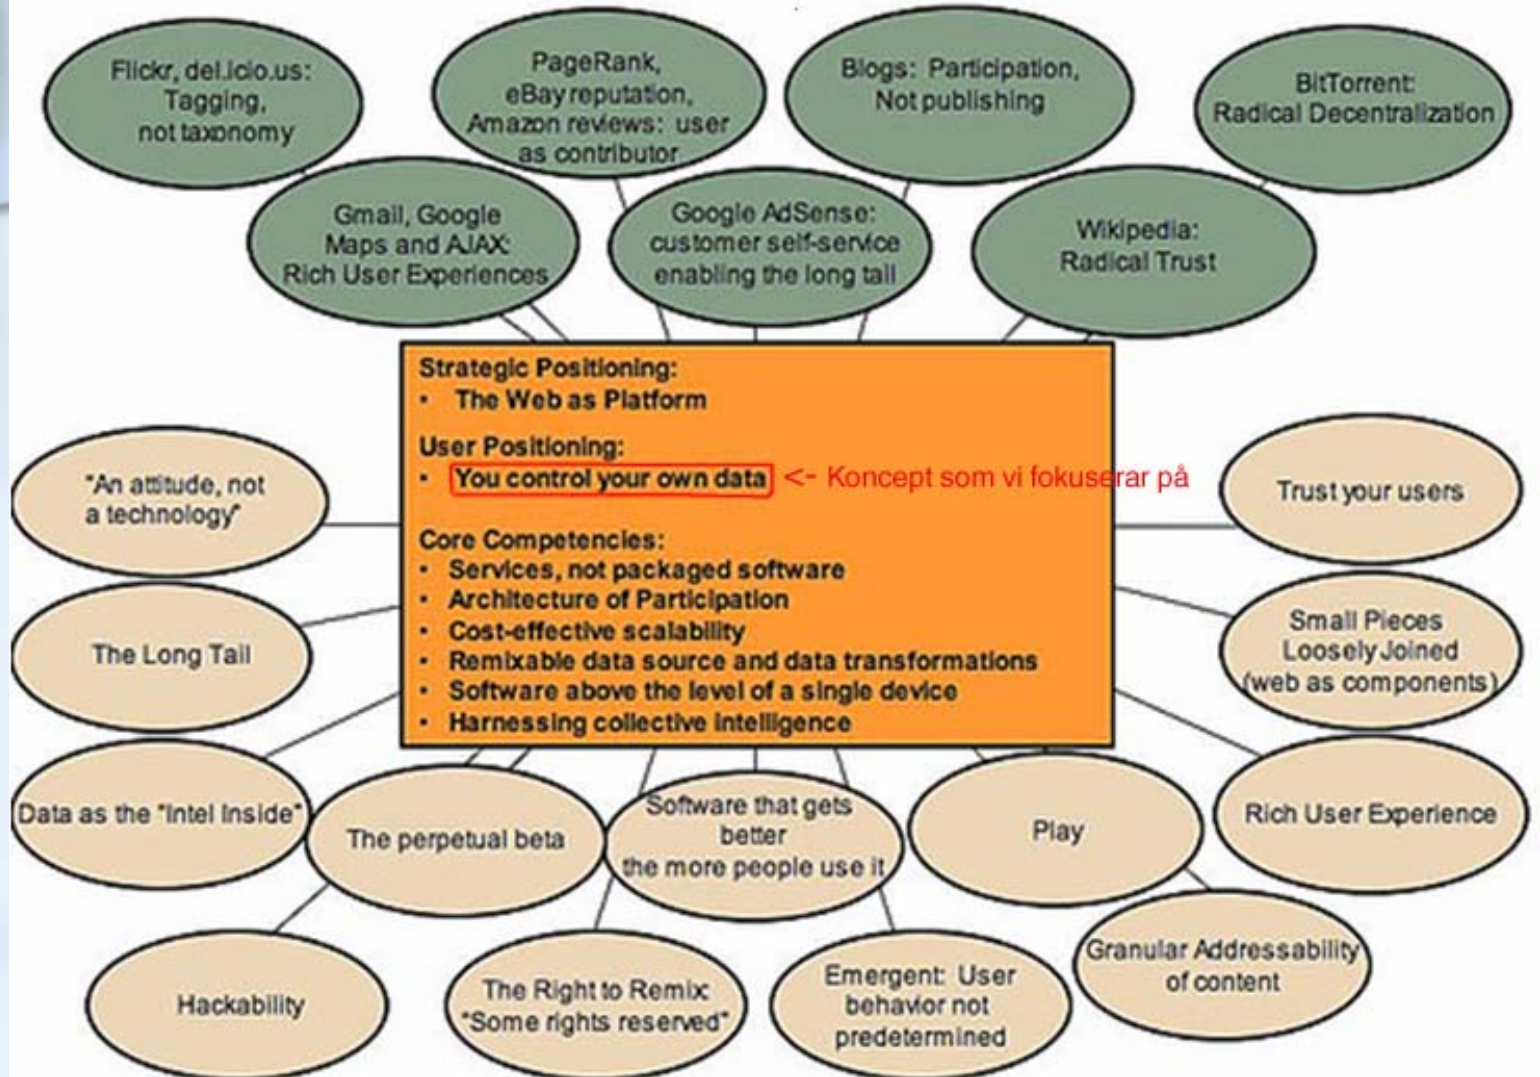 Flickr, del.icio.us:
Tagging,
not taxonomy
PageRank,
eBay reputation,
Amazon reviews: user
as contributor
Blogs: Participation,
Not publishing
BitTorrent:
Radical Decentralization
Gmail, Google
Maps and AJAX:
Rich User Experiences
Google AdSense:
customer self-service
enabling the long tail
Wikipedia:
Radical Trust
Strategic Positioning:
• The Web as Platform
User Positioning:
• You control your own data <- Koncept som vi fokuserar på
Core Competencies:
• Services, not packaged software
• Architecture of Participation
• Cost-effective scalability
• Remixable data source and data transformations
• Software above the level of a single device
• Harnessing collective intelligence
"An attitude, not
a technology"
The Long Tail
Data as the "Intel Inside"
Trust your users
Small Pieces
Loosely Joined
(web as components)
Rich User Experience
The perpetual beta
Software that gets
better
the more people use it
Play
Hackability
The Right to Remix:
"Some rights reserved"
Emergent: User
behavior not
predetermined
Granular Addressability
of content